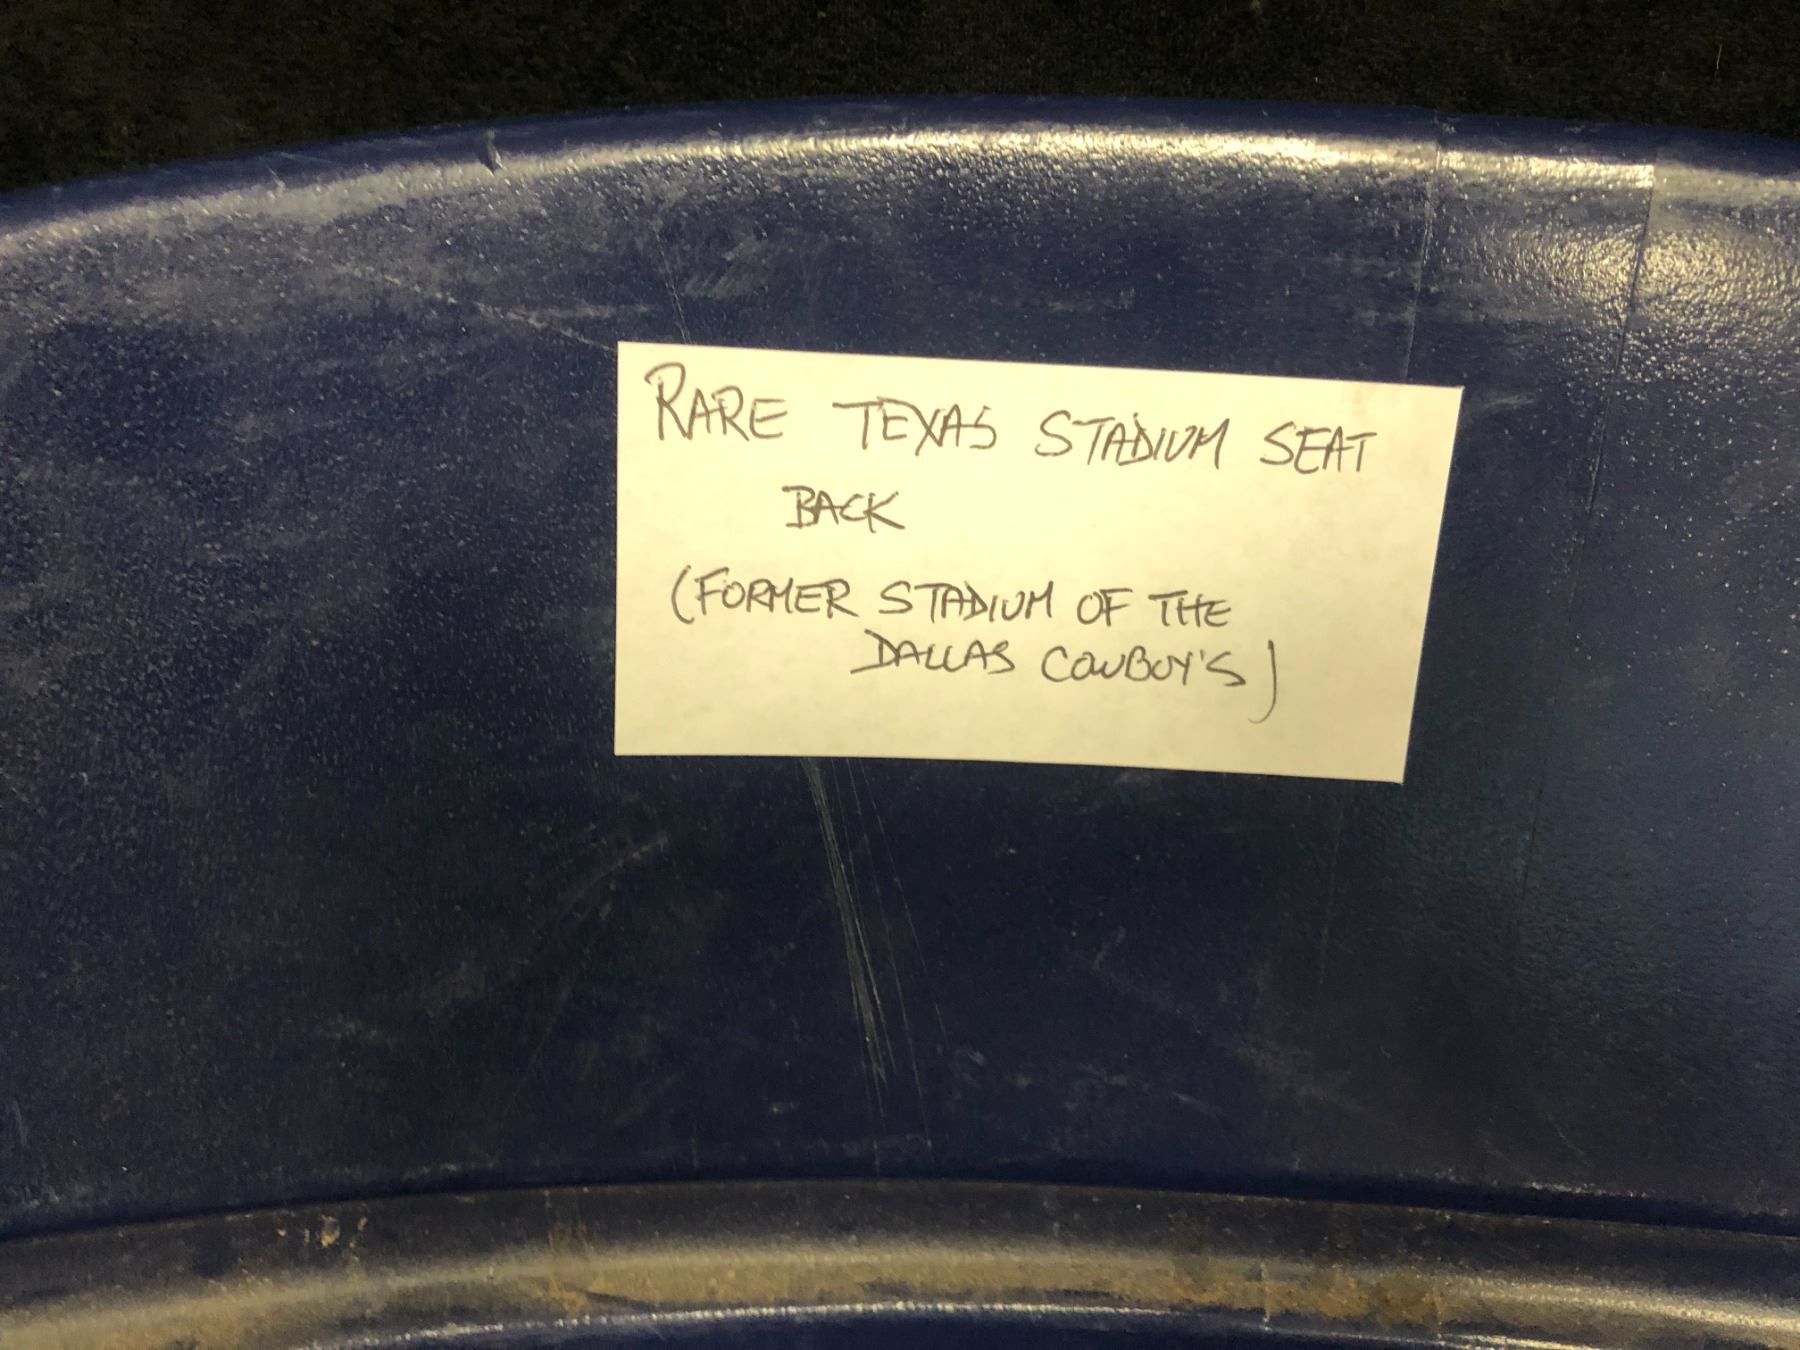 RARE TEXAS STADIUM SEAT
BACK
(FORMER STADIUM OF THE
DALLAS COWBOY'S)